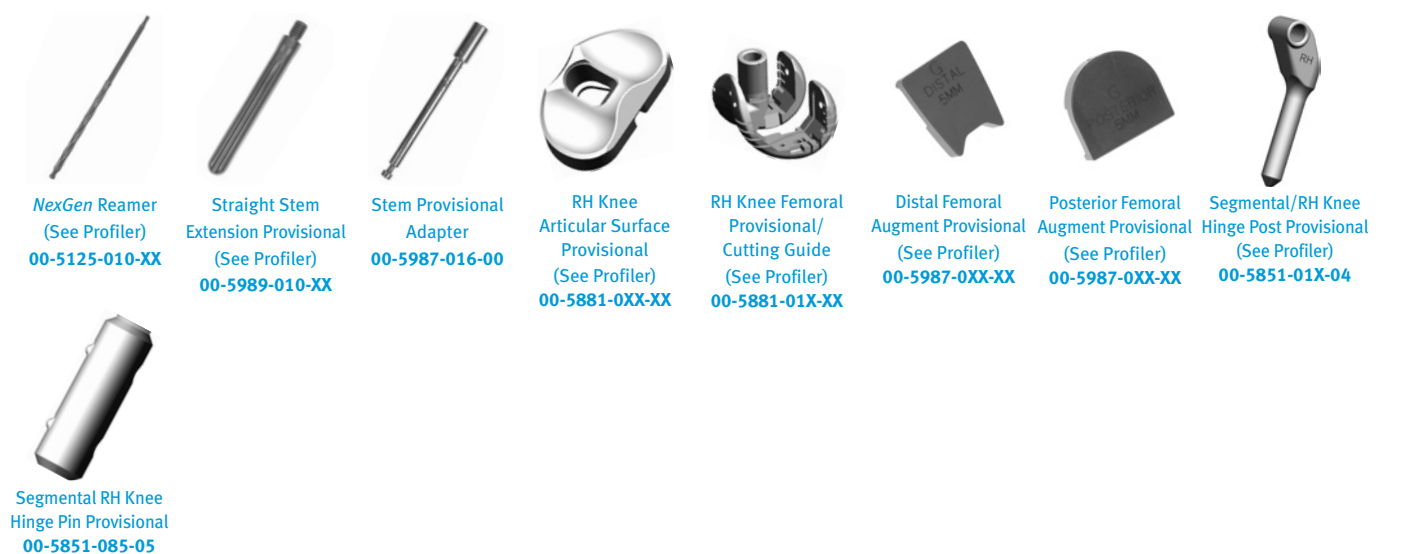 NexGen Reamer
(See Profiler)
00-5125-010-XX
Straight Stem
Extension Provisional
(See Profiler)
00-5989-010-XX
Stem Provisional
Adapter
00-5987-016-00
RH Knee
Articular Surface
Provisional
(See Profiler)
00-5881-0XX-XX
RH Knee Femoral
Provisional/
Cutting Guide
(See Profiler)
00-5881-01X-XX
G
DISTAL
5MM
Distal Femoral
Augment Provisional
(See Profiler)
00-5987-0XX-XX
G
POSTERIOR
5MM
Posterior Femoral
Augment Provisional
(See Profiler)
00-5987-0XX-XX
RH
Segmental/RH Knee
Hinge Post Provisional
(See Profiler)
00-5851-01X-04
Segmental RH Knee
Hinge Pin Provisional
00-5851-085-05